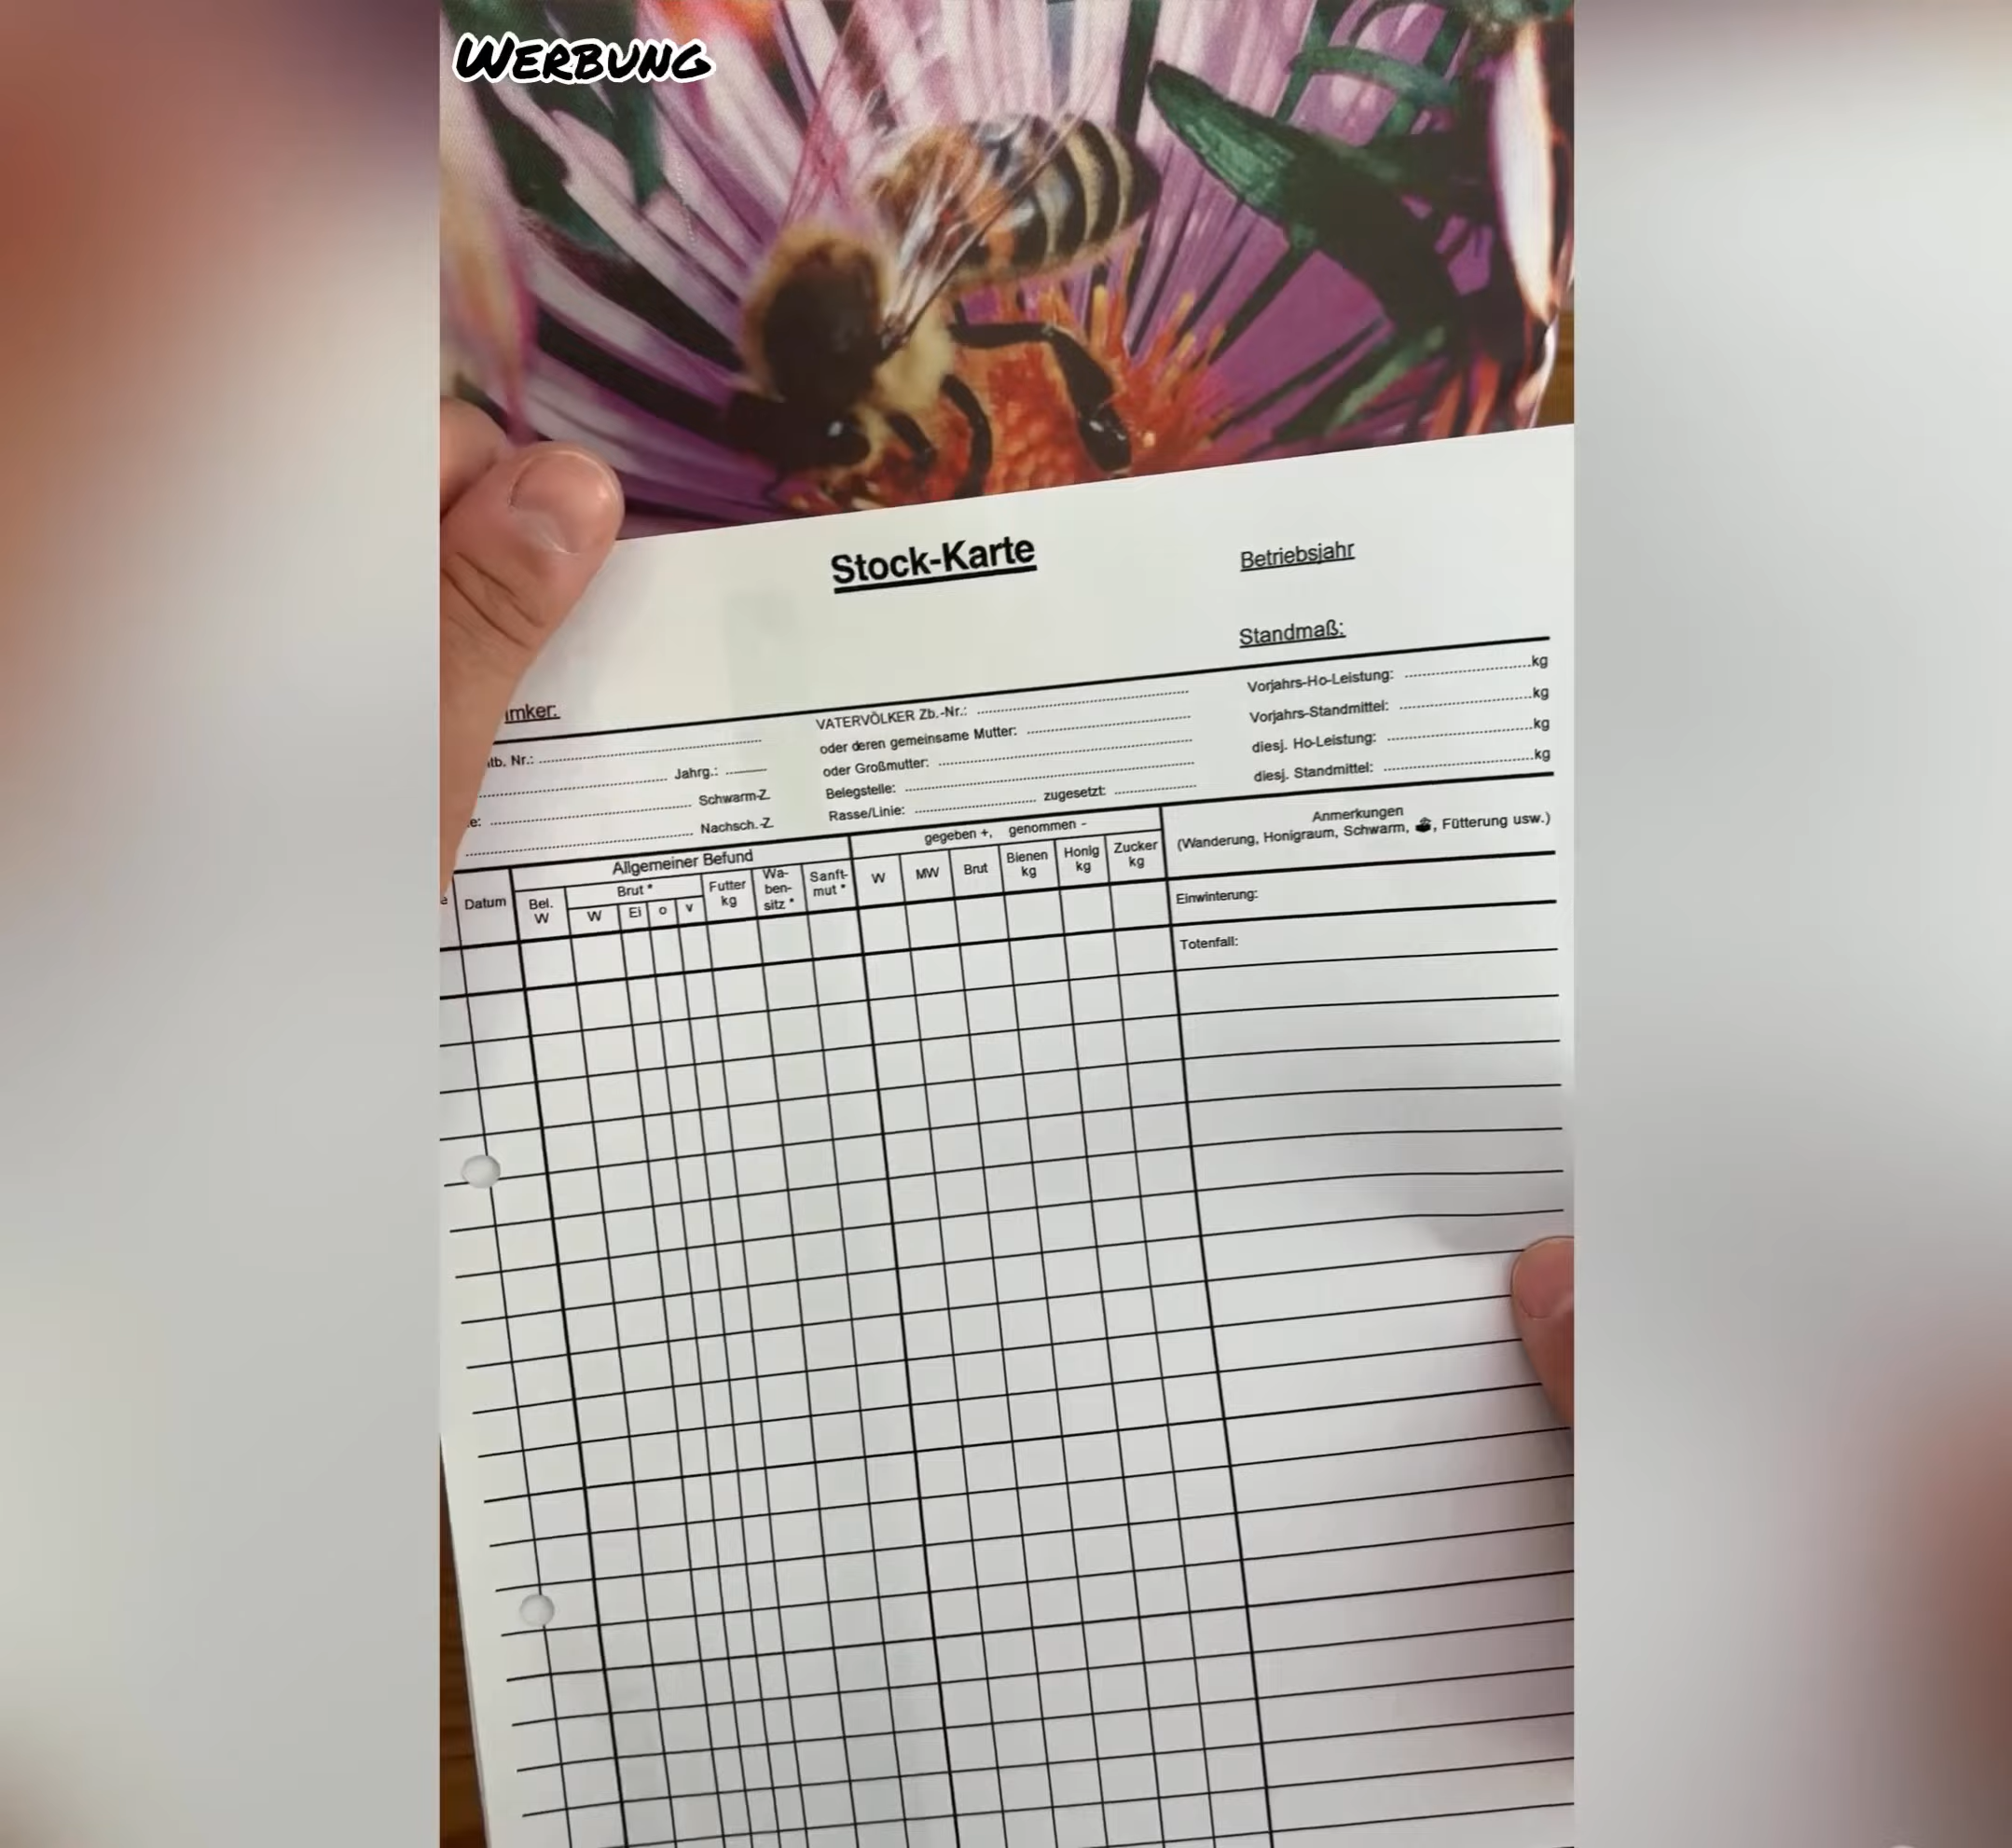 WERBUNG
Stock-Karte
Betriebsjahr
Standmaß:
Imker:
VATERVÖLKER Zb.-Nr.:
oder deren gemeinsame Mutter:
oder Großmutter:
Belegstelle:
Rasse/Linie: zugesetzt:
Vorjahrs-Ho-Leistung: kg
Vorjahrs-Standmittel: kg
diesj. Ho-Leistung: kg
diesj. Standmittel: kg
Nr.:
Jahrg.:
Schwarm-Z.
Nachsch.-Z.
Allgemeiner Befund
gegeben +, genommen -
Anmerkungen
(Wanderung, Honigraum, Schwarm, , Fütterung usw.)
Datum
Bel.
W
Brut *
W Ei o v
Futter
kg
Wa-
ben-
sitz *
Sanft-
mut *
W
MW
Brut
Bienen
kg
Honig
kg
Zucker
kg
Einwinterung:
Totenfall: